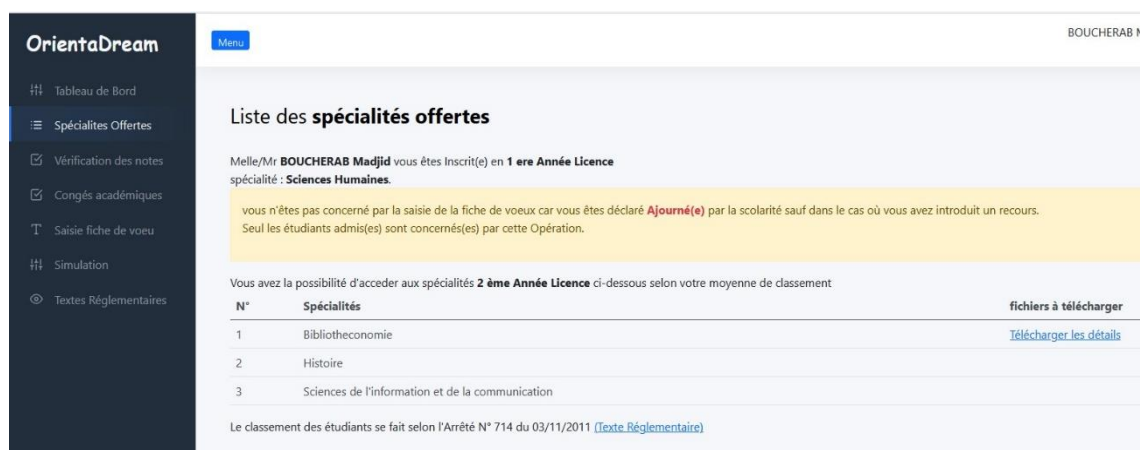 OrientaDream
Menu
BOUCHERAB M
Tableau de Bord
Spécialites Offertes
Vérification des notes
Congés académiques
Saisie fiche de voeu
Simulation
Textes Réglementaires
Liste des spécialités offertes
Melle/Mr BOUCHERAB Madjid vous êtes Inscrit(e) en 1 ere Année Licence
spécialité : Sciences Humaines.
vous n'êtes pas concerné par la saisie de la fiche de voeux car vous êtes déclaré Ajourné(e) par la scolarité sauf dans le cas où vous avez introduit un recours.
Seul les étudiants admis(es) sont concernés(es) par cette Opération.
Vous avez la possibilité d'acceder aux spécialités 2 ème Année Licence ci-dessous selon votre moyenne de classement
N° Spécialités fichiers à télécharger
1 Bibliotheconomie Télécharger les détails
2 Histoire
3 Sciences de l'information et de la communication
Le classement des étudiants se fait selon l'Arrêté N° 714 du 03/11/2011 (Texte Réglementaire)